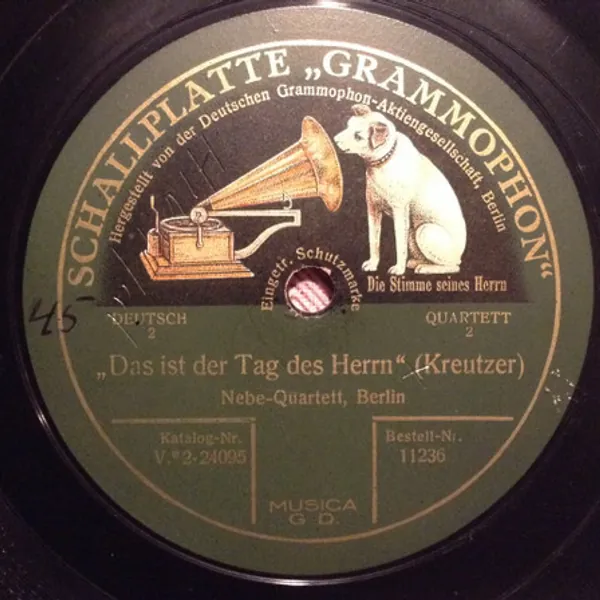 SCHALLPLATTE „GRAMMOPHON"
Hergestellt von der Deutschen Grammophon-Aktiengesellschaft, Berlin
Eingetr. Schutzmarke
Die Stimme seines Herrn
45
DEUTSCH
2
QUARTETT
2
„Das ist der Tag des Herrn" (Kreutzer)
Nebe-Quartett, Berlin
Katalog-Nr.
V.* 2-24095
Bestell-Nr.
11236
MUSICA
G D.